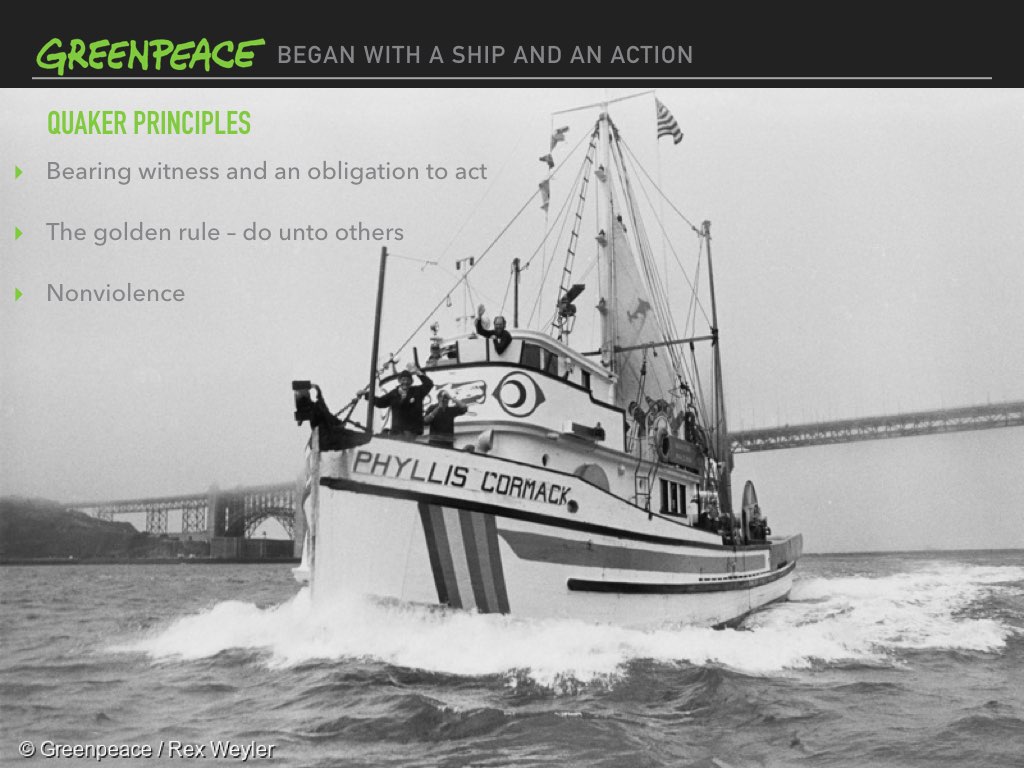 GREENPEACE BEGAN WITH A SHIP AND AN ACTION
QUAKER PRINCIPLES
Bearing witness and an obligation to act
The golden rule – do unto others
Nonviolence
PHYLLIS CORMACK
© Greenpeace / Rex Weyler